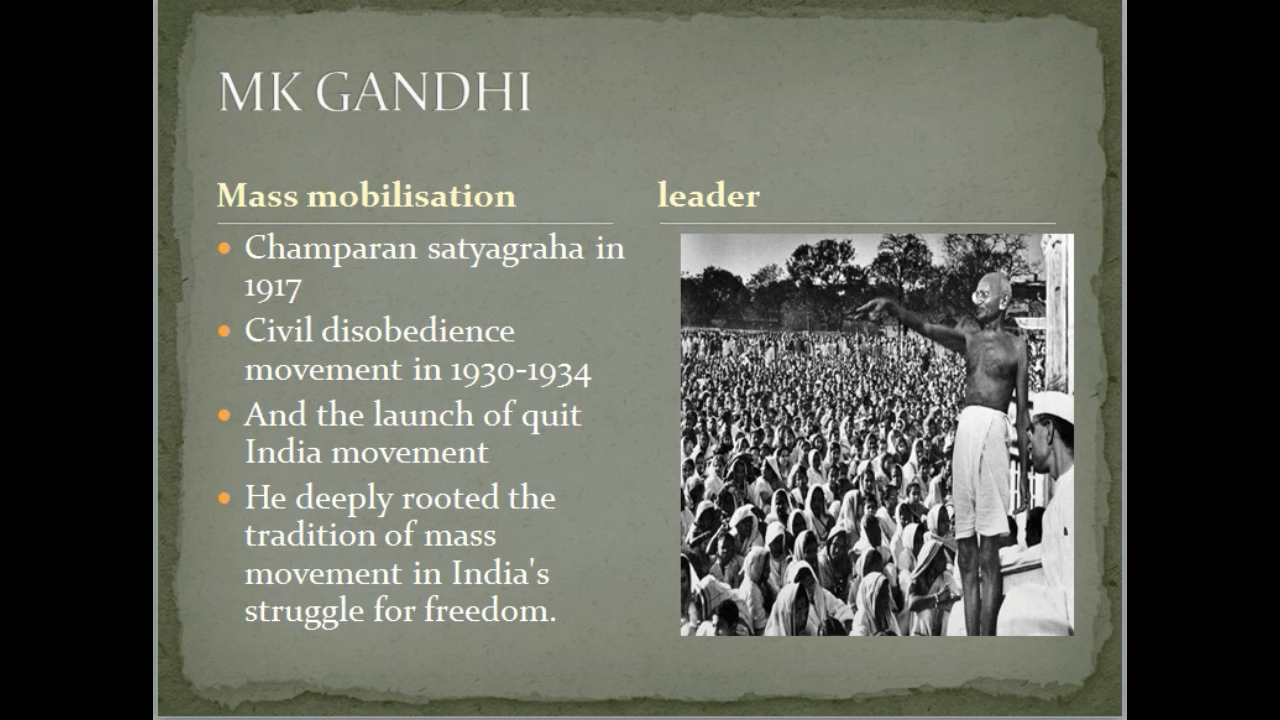 MK GANDHI
Mass mobilisation
Champaran satyagraha in
1917
Civil disobedience
movement in 1930-1934
And the launch of quit
India movement
He deeply rooted the
tradition of mass
movement in India's
struggle for freedom.
leader